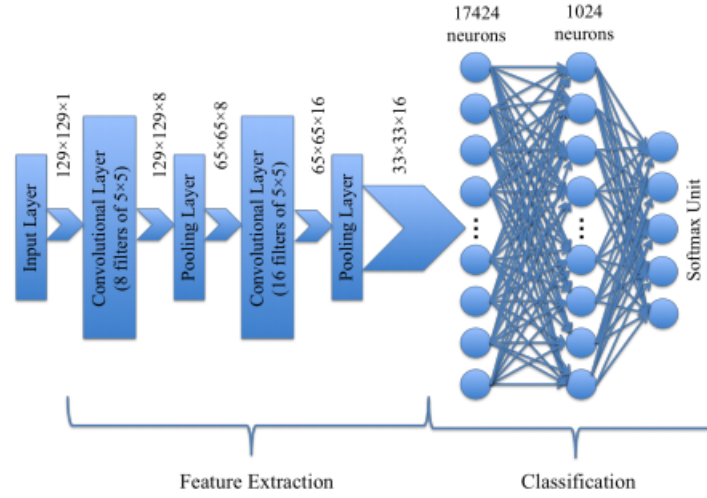 17424
neurons
1024
neurons
Input Layer
129×129×1
Convolutional Layer
(8 filters of 5×5)
129×129×8
Pooling Layer
65×65×8
Convolutional Layer
(16 filters of 5×5)
65×65×16
Pooling Layer
33×33×16
...
...
Softmax Unit
Feature Extraction
Classification